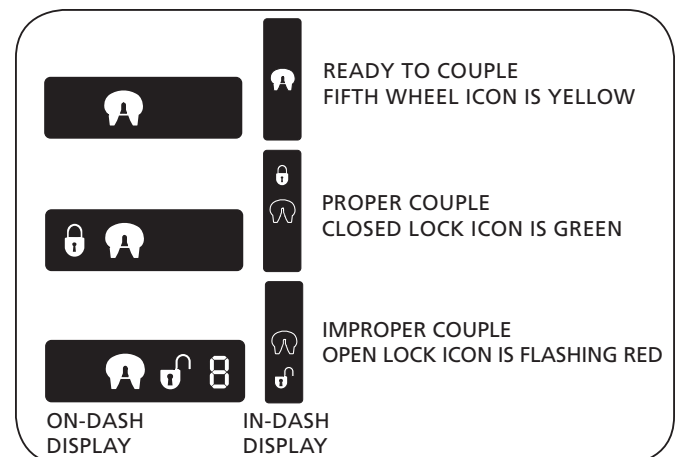 READY TO COUPLE
FIFTH WHEEL ICON IS YELLOW
PROPER COUPLE
CLOSED LOCK ICON IS GREEN
8
IMPROPER COUPLE
OPEN LOCK ICON IS FLASHING RED
ON-DASH
DISPLAY
IN-DASH
DISPLAY